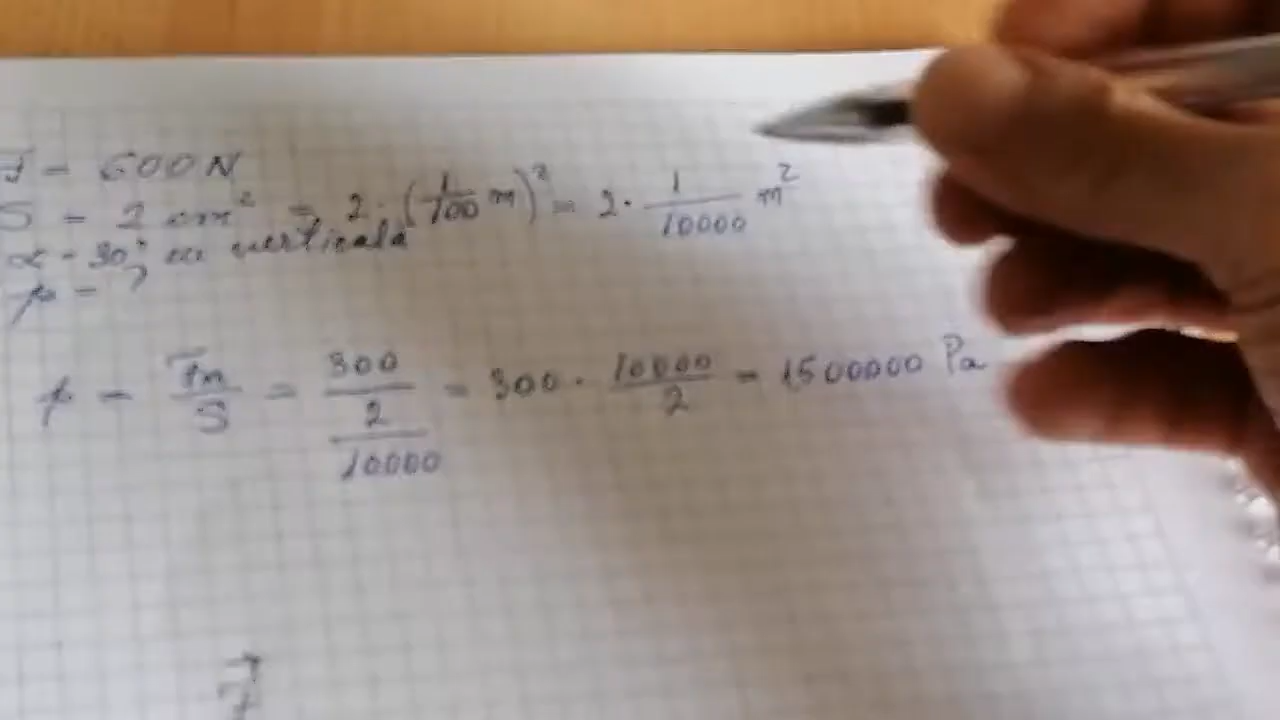 F = 600 N
S = 2 cm² = 2 · (1/100 m)² = 2 · 1/10000 m²
α = 30° cu verticala
p = ?
p = Fn/S = 300/(2/10000) = 300 · 10000/2 = 1500000 Pa